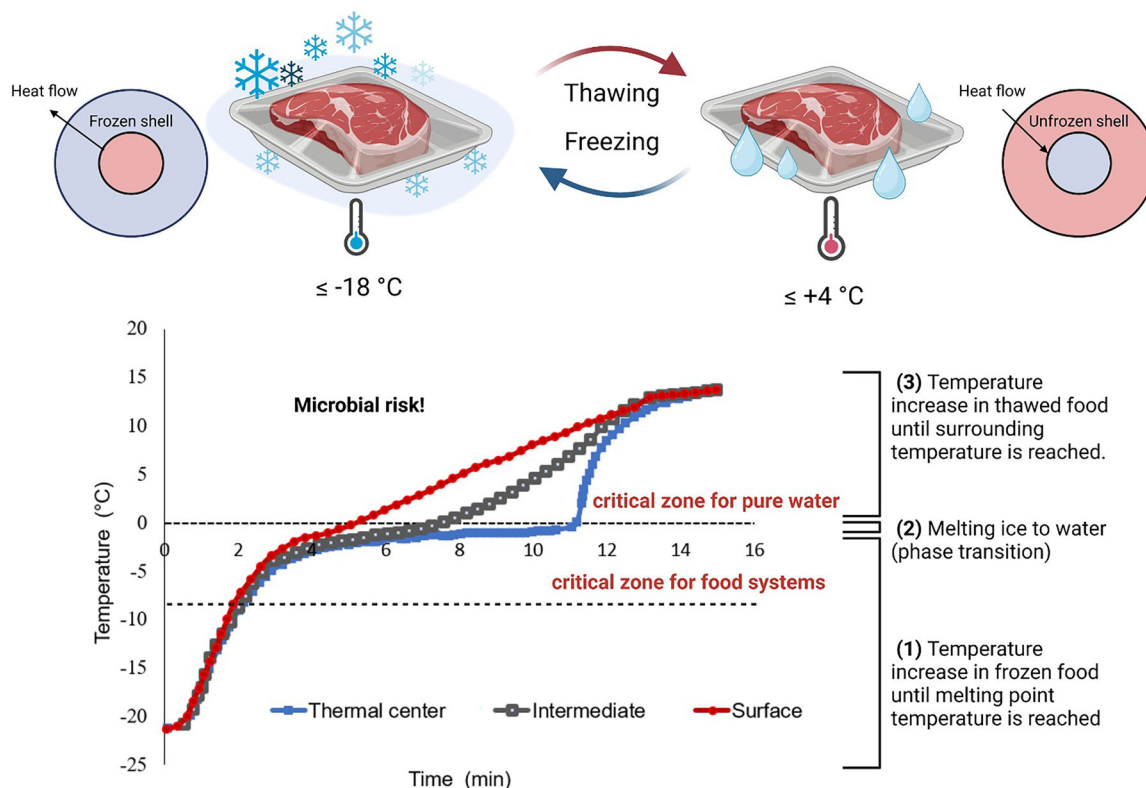 Heat flow
Frozen shell
Thawing
Freezing
Heat flow
Unfrozen shell
≤ -18 °C
≤ +4 °C
20
15
10
5
0
-5
-10
-15
-20
-25
Temperature (°C)
0 2 4 6 8 10 12 14 16
Time (min)
Microbial risk!
critical zone for pure water
critical zone for food systems
Thermal center
Intermediate
Surface
(3) Temperature
increase in thawed food
until surrounding
temperature is reached.
(2) Melting ice to water
(phase transition)
(1) Temperature
increase in frozen food
until melting point
temperature is reached